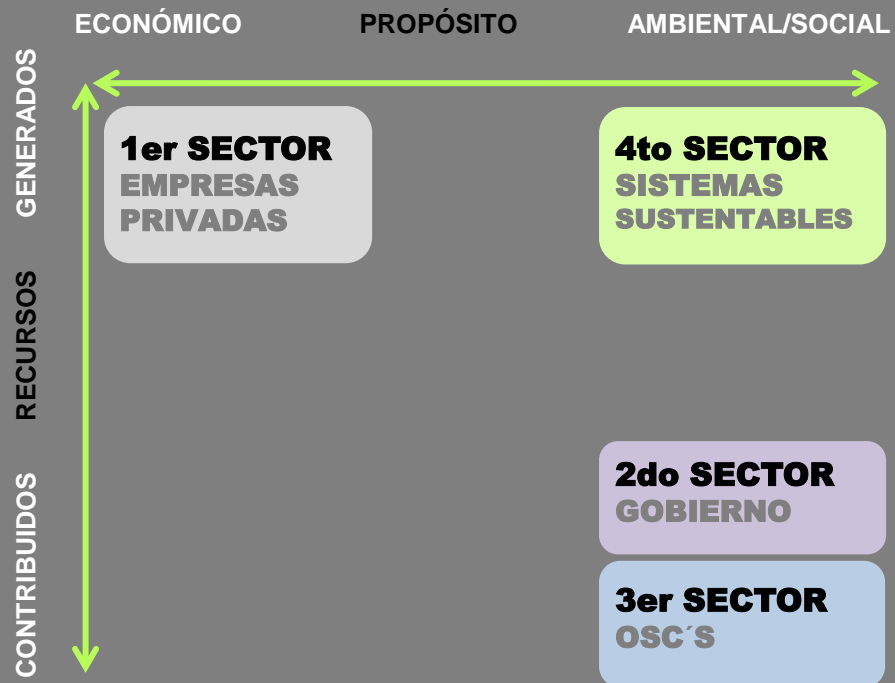 ECONÓMICO PROPÓSITO AMBIENTAL/SOCIAL
GENERADOS
RECURSOS
CONTRIBUIDOS
1er SECTOR
EMPRESAS
PRIVADAS
4to SECTOR
SISTEMAS
SUSTENTABLES
2do SECTOR
GOBIERNO
3er SECTOR
OSC´S